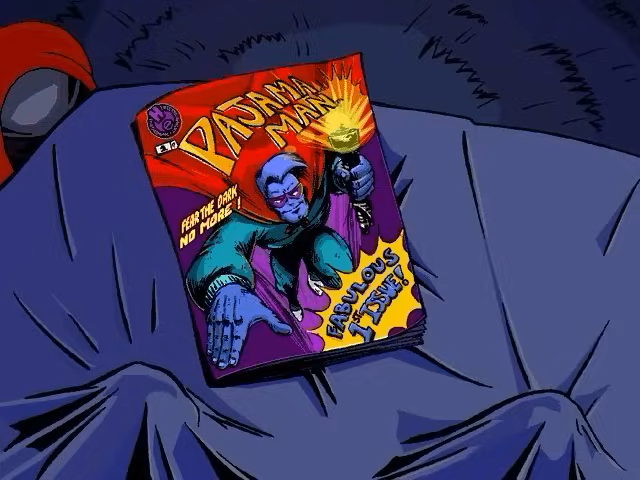 PAJAMA
MAN
FEAR THE DARK
NO MORE!
FABULOUS
1ST ISSUE!